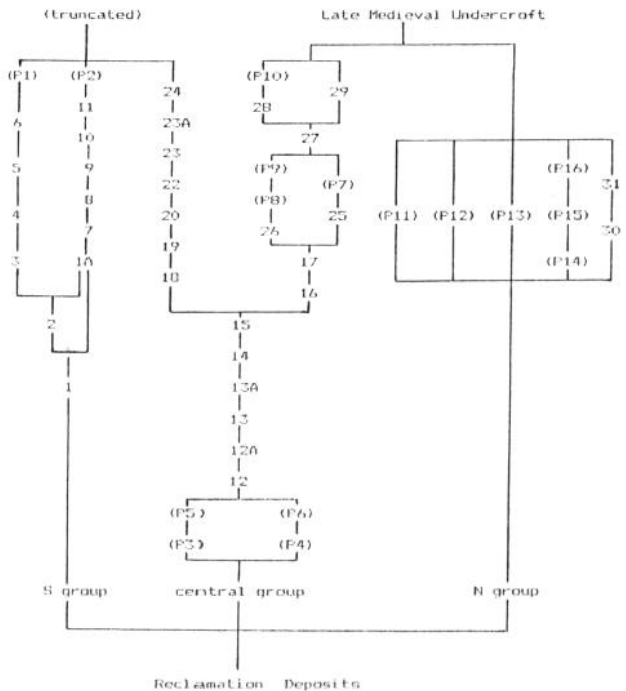 (truncated) Late Medieval Undercroft
(P1) (P2) (P10)
24 29
11 28
6 23A
10 27
23
5 9 (P9)
22 (P7) (P16)
31
4 8 (P8)
20 25 (P11) (P12) (P13) (P15)
7 26 30
19
3 1A 17 (P14)
18
16
2 15
14
1 13A
13
12A
12
(P5) (P6)
(P3) (P4)
S group central group N group
Reclamation Deposits